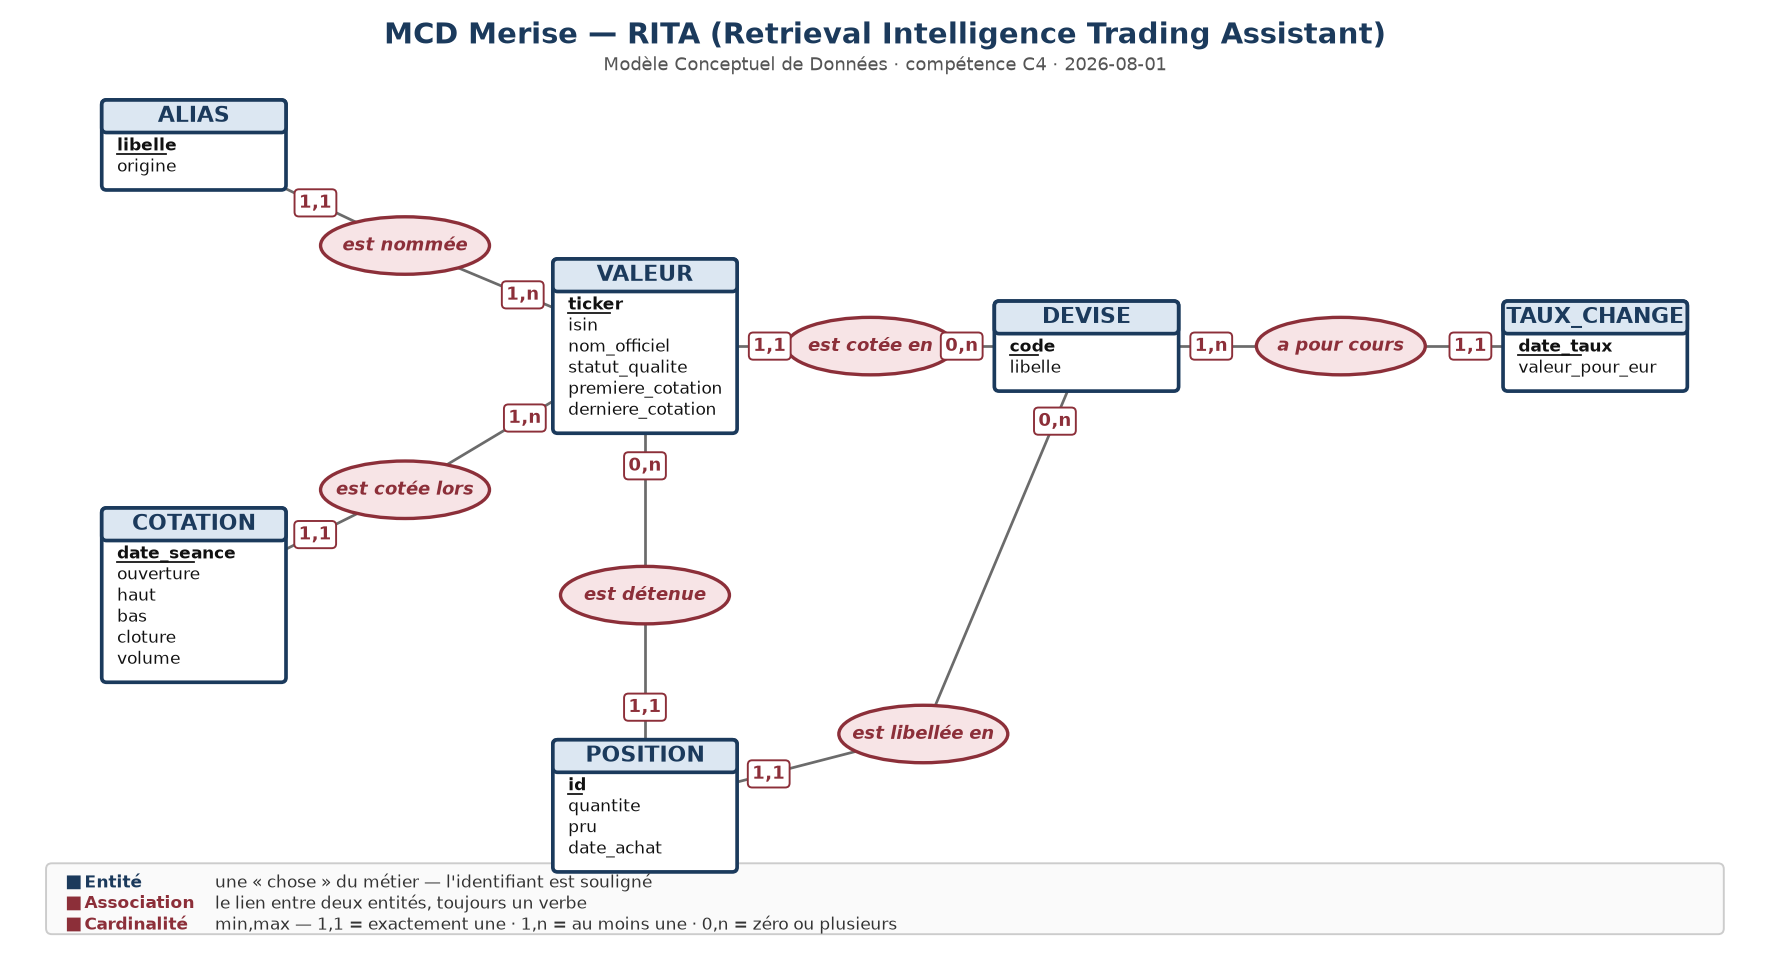 MCD Merise — RITA (Retrieval Intelligence Trading Assistant)
Modèle Conceptuel de Données · compétence C4 · 2026-08-01
ALIAS
libelle
origine
1,1
est nommée
1,n
VALEUR
ticker
isin
nom_officiel
statut_qualite
premiere_cotation
derniere_cotation
1,1
est cotée en
0,n
DEVISE
code
libelle
1,n
a pour cours
1,1
TAUX_CHANGE
date_taux
valeur_pour_eur
1,n
est cotée lors
1,1
COTATION
date_seance
ouverture
haut
bas
cloture
volume
0,n
est détenue
1,1
0,n
est libellée en
1,1
POSITION
id
quantite
pru
date_achat
Entité une « chose » du métier — l'identifiant est souligné
Association le lien entre deux entités, toujours un verbe
Cardinalité min,max — 1,1 = exactement une · 1,n = au moins une · 0,n = zéro ou plusieurs